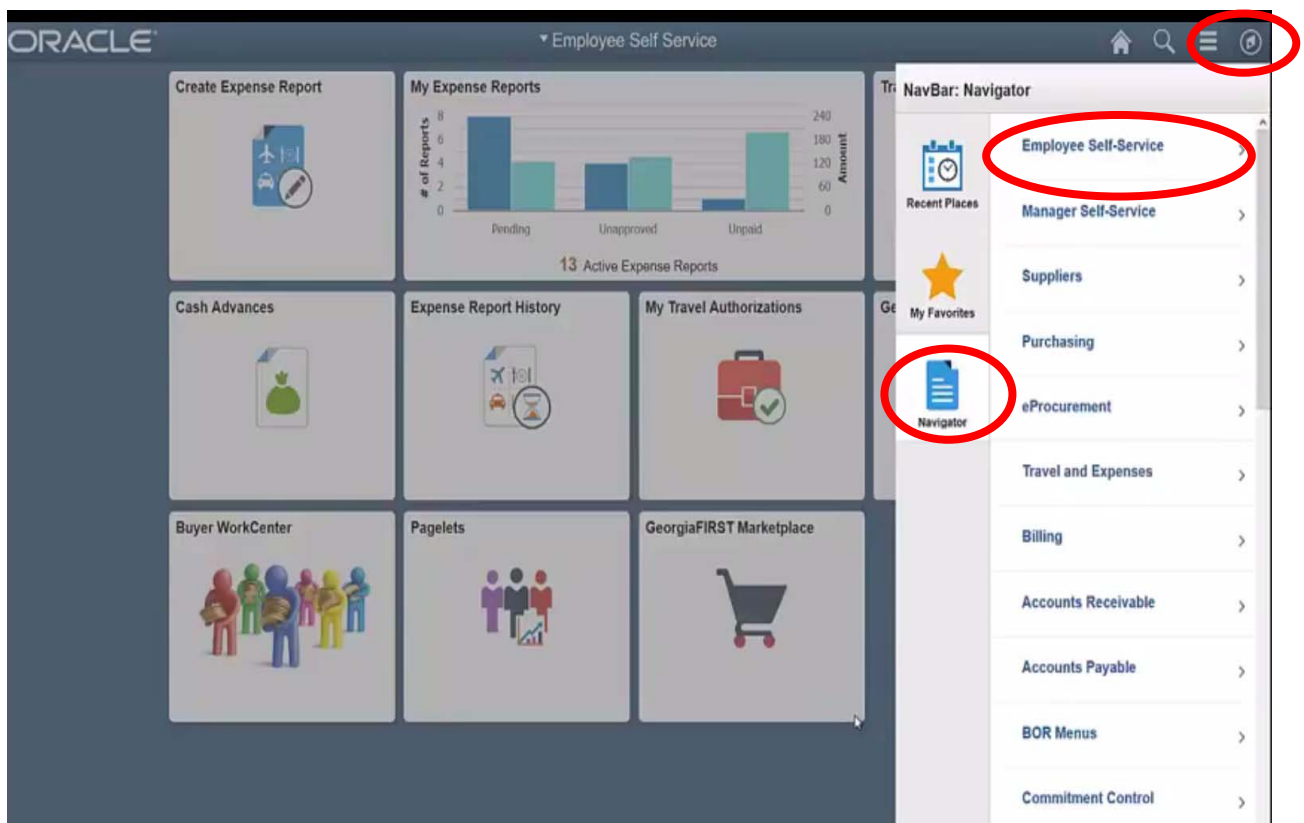 ORACLE
Employee Self Service
Create Expense Report
My Expense Reports
# of Reports
8
6
4
2
0
240
180
120
60
0
Amount
Pending Unapproved Unpaid
13 Active Expense Reports
Cash Advances
Expense Report History
My Travel Authorizations
Buyer WorkCenter
Pagelets
GeorgiaFIRST Marketplace
NavBar: Navigator
Recent Places
My Favorites
Navigator
Employee Self-Service
Manager Self-Service
Suppliers
Purchasing
eProcurement
Travel and Expenses
Billing
Accounts Receivable
Accounts Payable
BOR Menus
Commitment Control